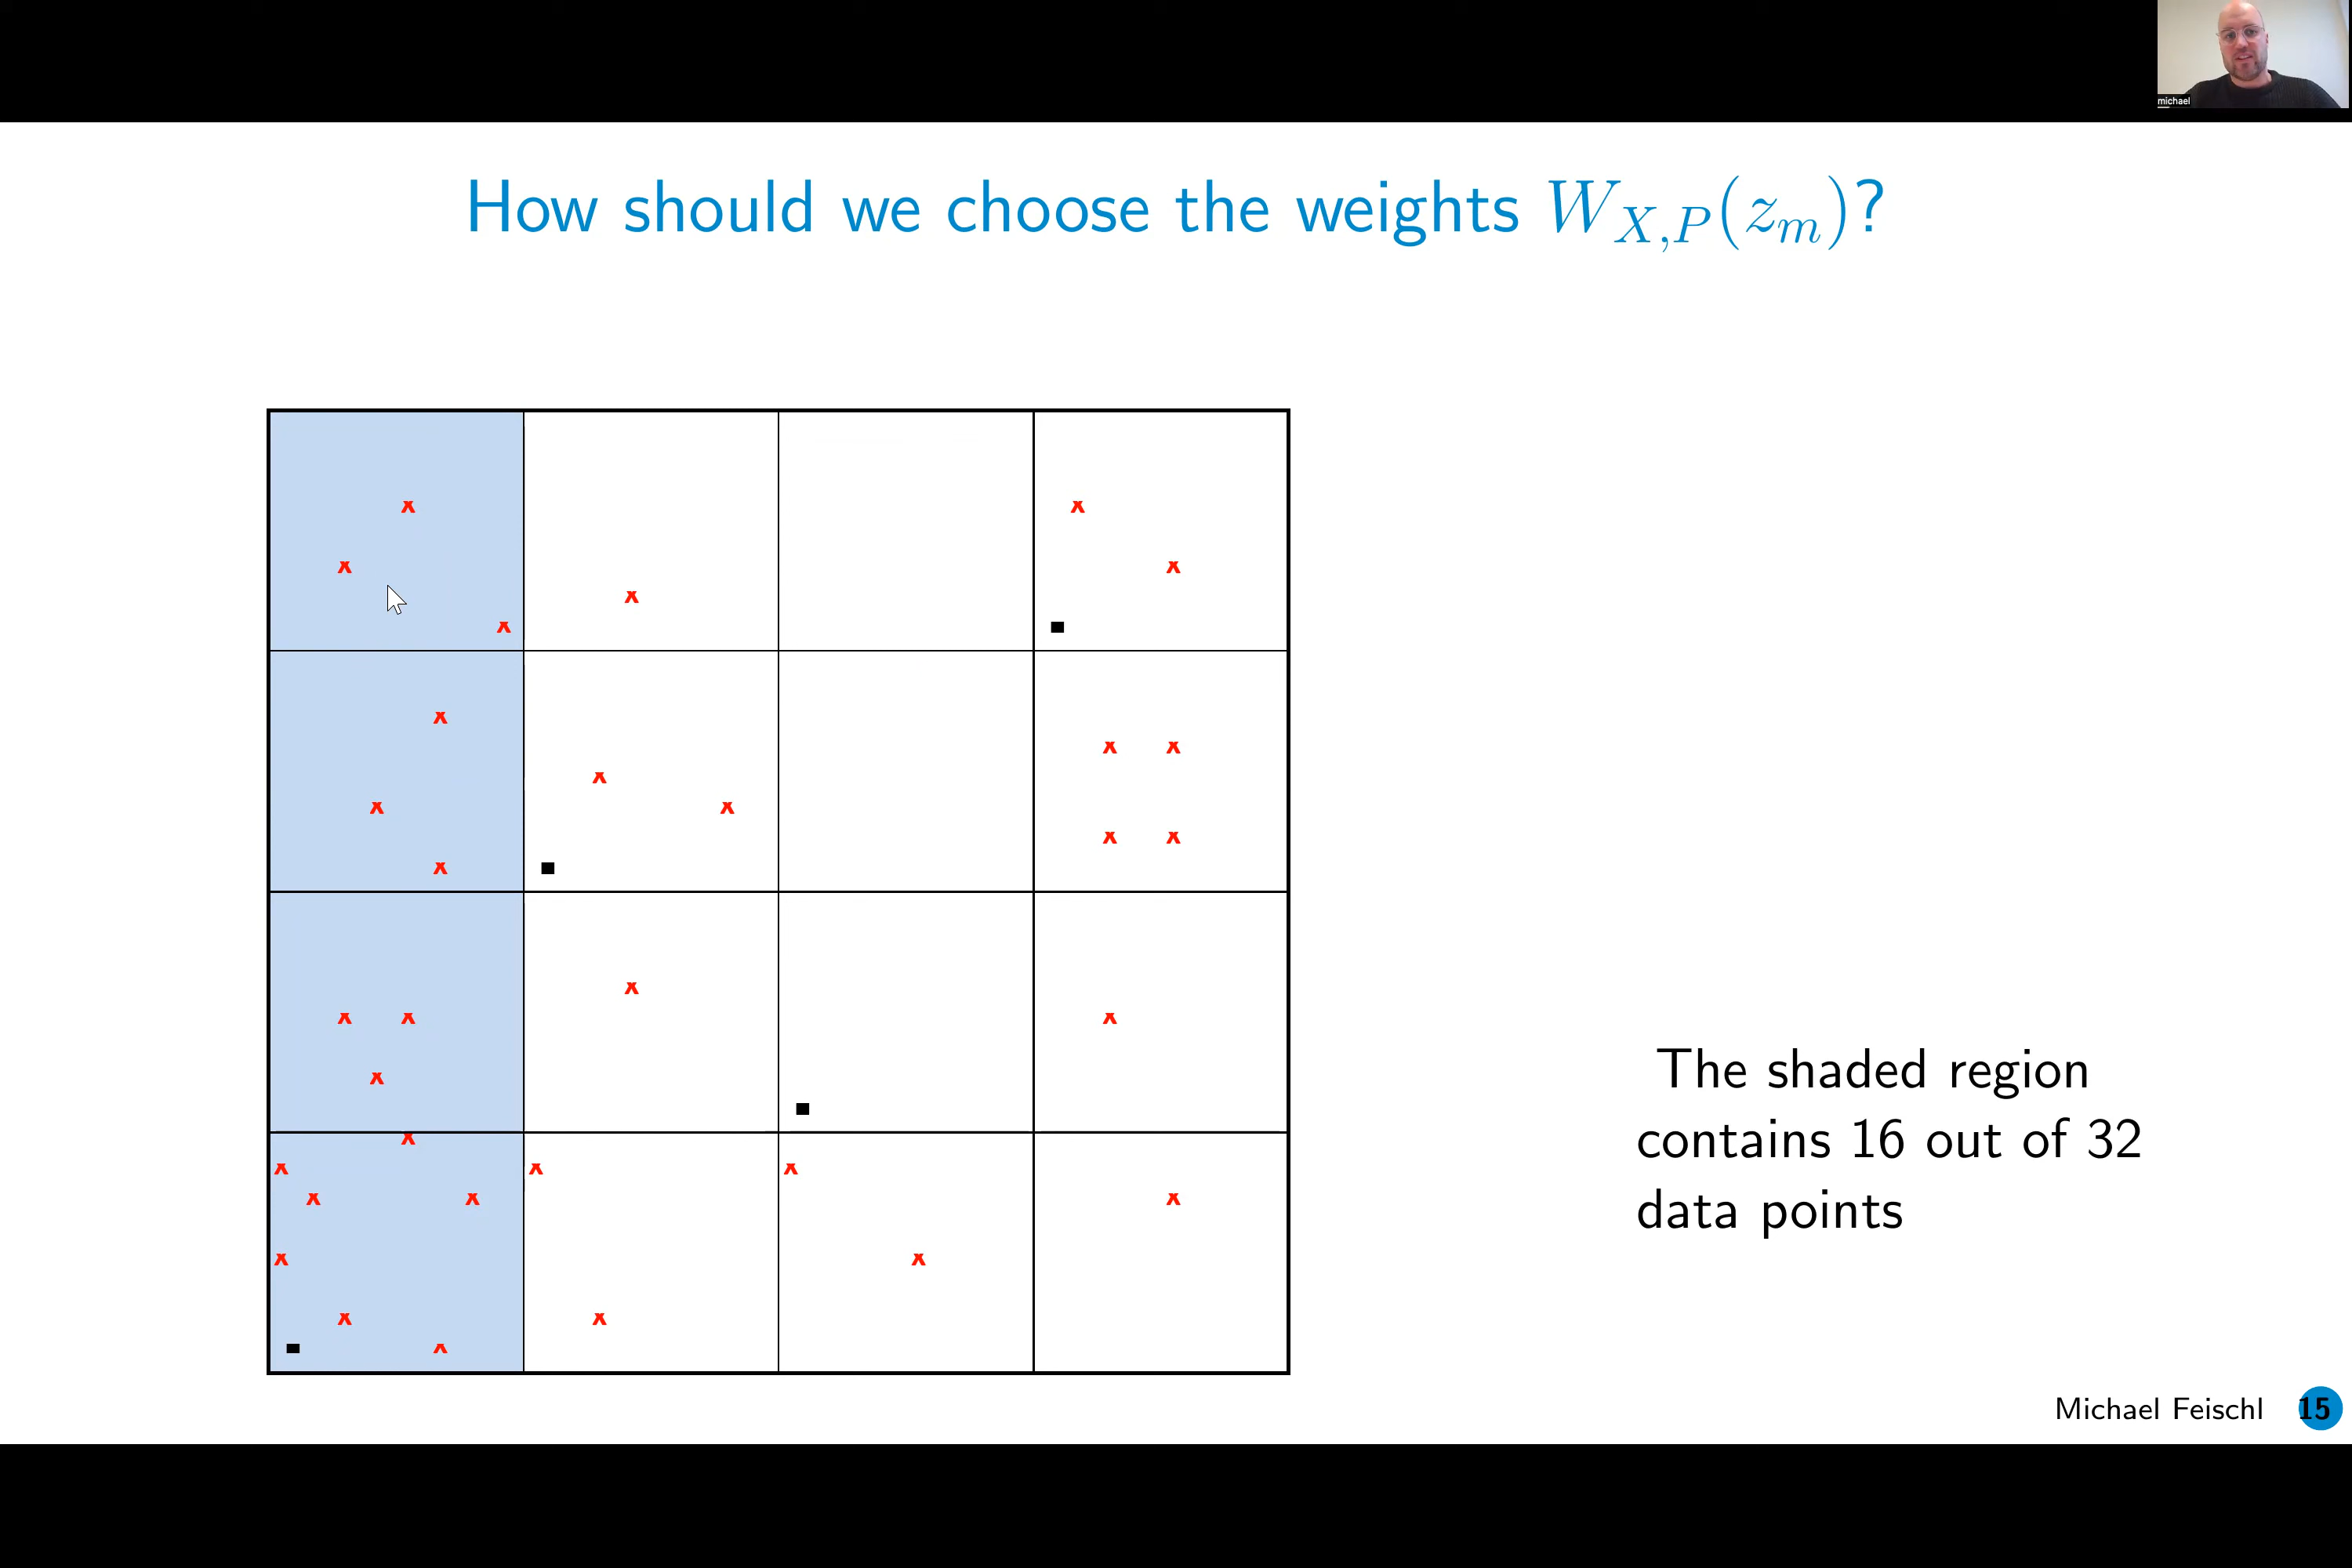 michael
How should we choose the weights $W_{X,P}(z_m)$?
The shaded region
contains 16 out of 32
data points
Michael Feischl 15